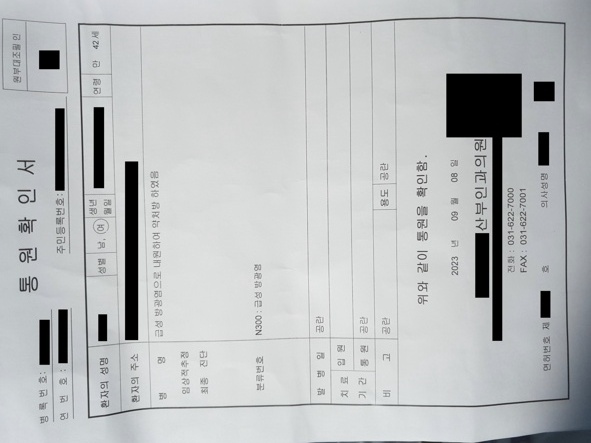 원부대조필인
통 원 확 인 서
병록번호:
연 번 호:
주민등록번호:
환자의 성명
성별 남, 여
생년
월일
연령 만 42세
환자의 주소
병 명
임상적추정
최종 진단
급성 방광염으로 내원하여 약처방 하였음
분류번호
N300 : 급성 방광염
발 병 일 공란
치료 입원
기간 통원 공란
비 고 공란
용도 공란
위와 같이 통원을 확인함.
2023 년 09 월 08 일
산부인과의원
전화 : 031-622-7000
FAX : 031-622-7001
면허번호 제 호
의사성명